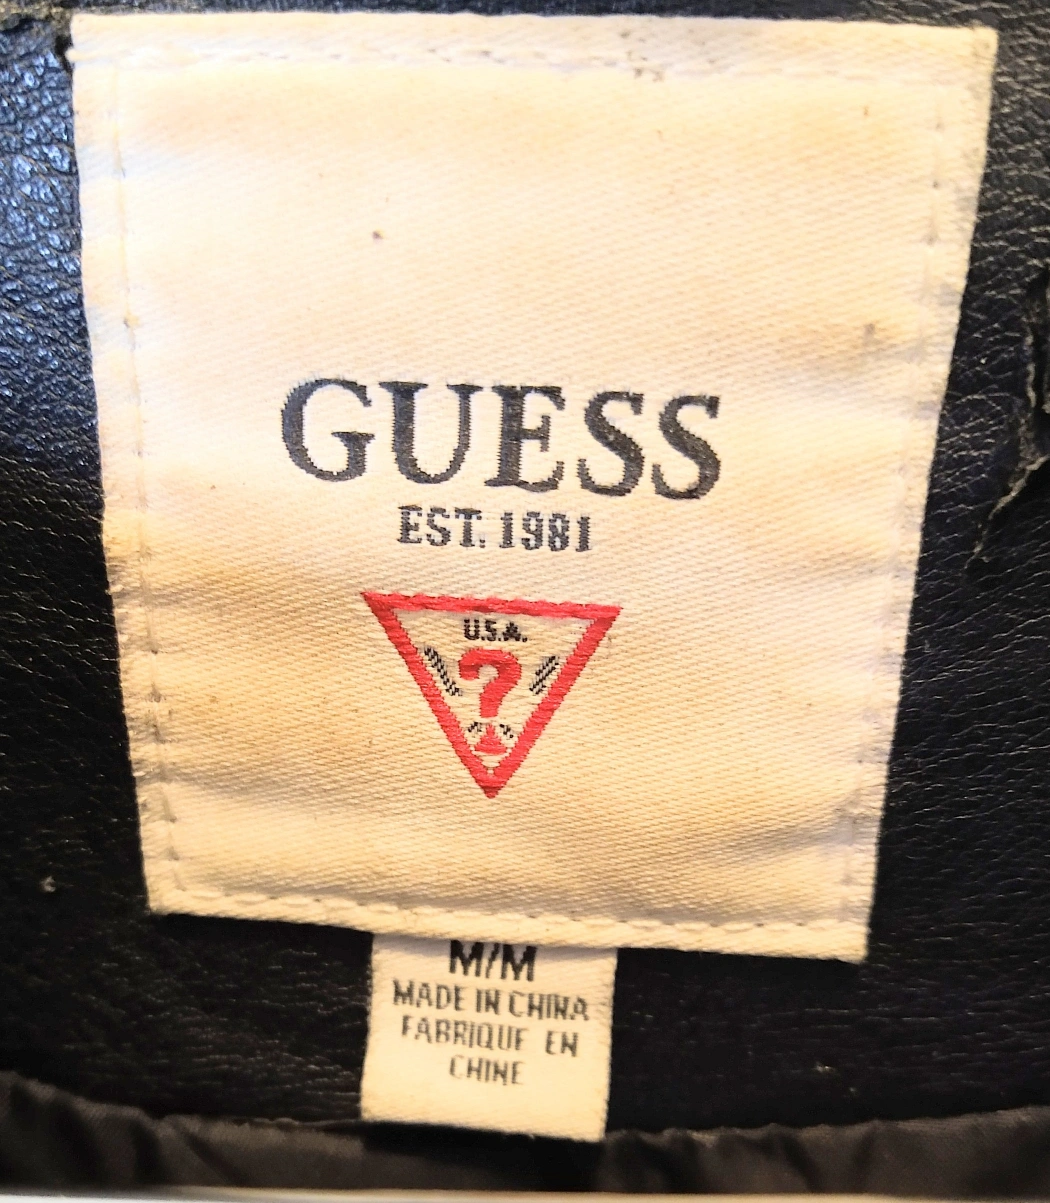 GUESS
EST. 1981
U.S.A.
?
M/M
MADE IN CHINA
FABRIQUE EN
CHINE